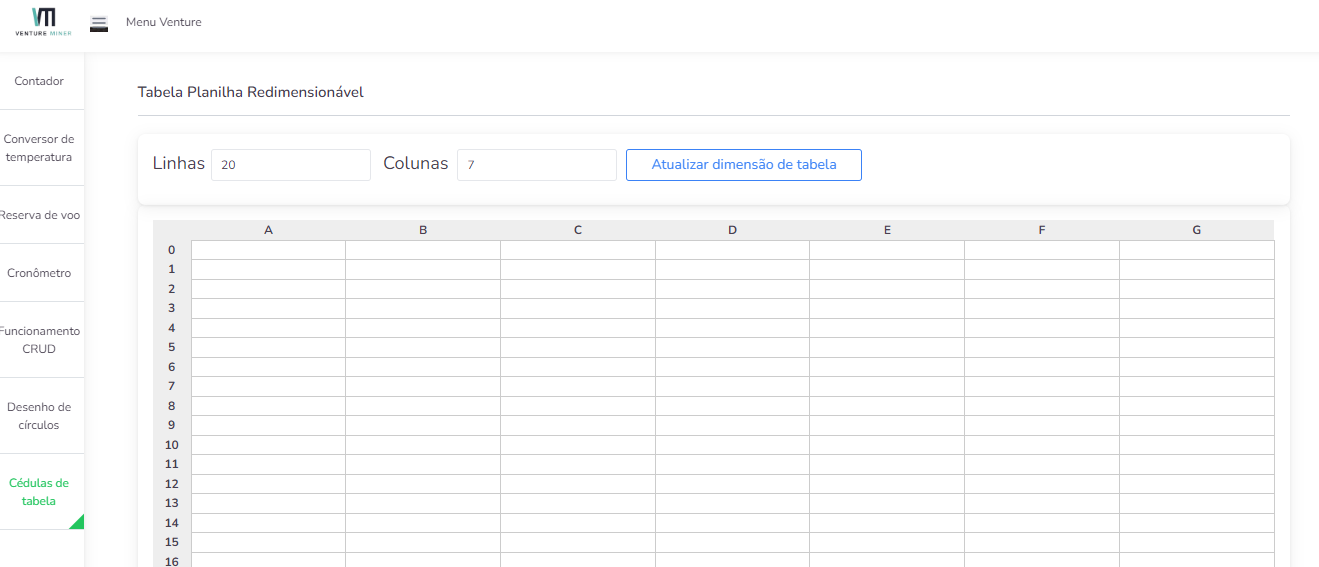 VM
VENTURE MINER
Menu Venture
Contador
Conversor de
temperatura
Reserva de voo
Cronômetro
Funcionamento
CRUD
Desenho de
círculos
Cédulas de
tabela
Tabela Planilha Redimensionável
Linhas 20 Colunas 7 Atualizar dimensão de tabela
A B C D E F G
0
1
2
3
4
5
6
7
8
9
10
11
12
13
14
15
16